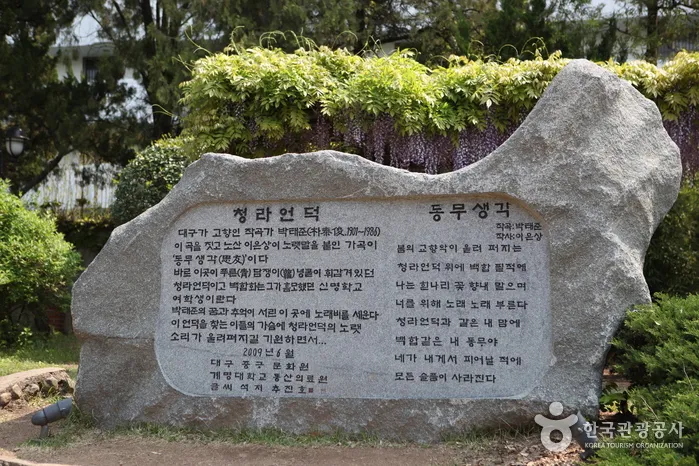 청라언덕
대구가 고향인 작곡가 박태준(朴泰俊, 1901~1986)
이 곡을 짓고 노산 이은상이 노랫말을 붙인 가곡이
'동무생각(思友)'이다
바로 이곳이 푸른(靑) 담쟁이(蘿) 넝쿨이 휘감겨 있던
청라언덕이고 백합화는 그가 흠모했던 신명학교
여학생이란다
박태준의 꿈과 추억이 서린 이 곳에 노래비를 세운다
이 언덕을 찾는 이들의 가슴에 청라언덕의 노랫
소리가 울려퍼지길 기원하면서...
2009년 6월
대구 중구 문화원
계명대학교 동산의료원
글씨 석저 추진호
동무생각
작곡: 박태준
작사: 이은상
봄의 교향악이 울려 퍼지는
청라언덕 위에 백합 필적에
나는 흰나리 꽃 향내 맡으며
너를 위해 노래 노래 부른다
청라언덕과 같은 내 맘에
백합같은 내 동무야
네가 내게서 피어날 적에
모든 슬픔이 사라진다
한국관광공사
KOREA TOURISM ORGANIZATION